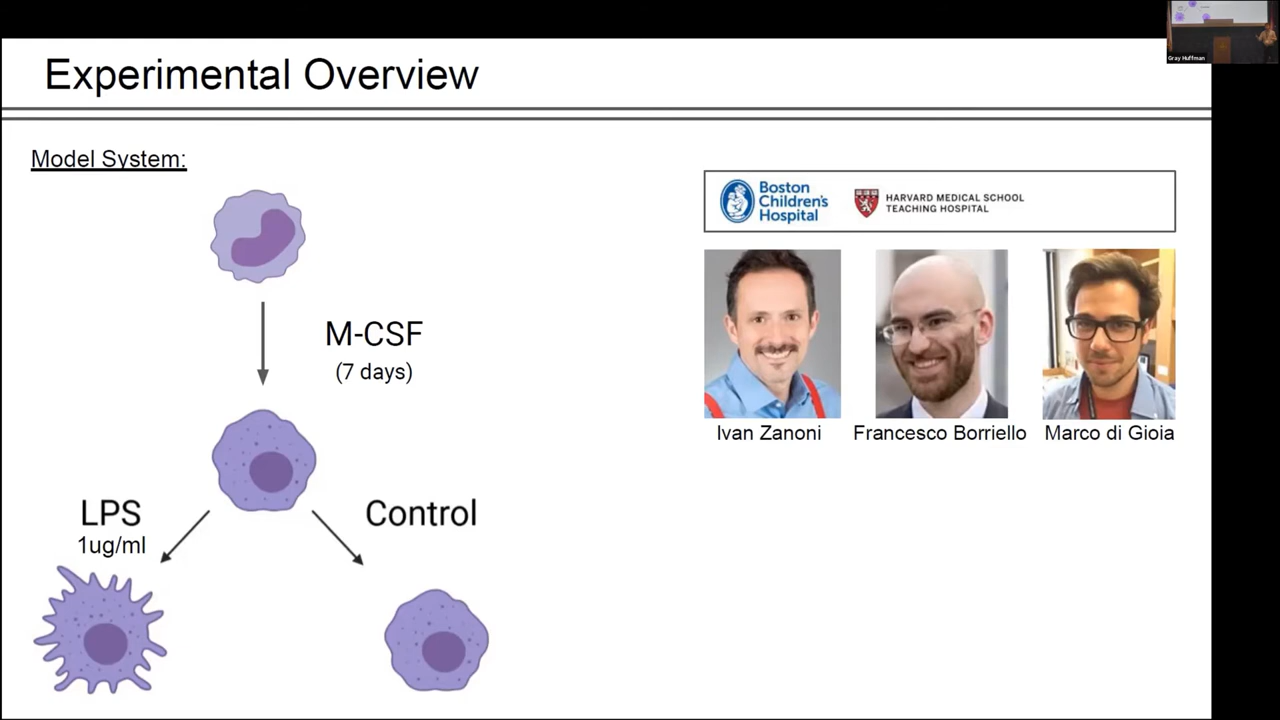 Experimental Overview
Gray Huffman
Model System:
M-CSF
(7 days)
LPS
1ug/ml
Control
Boston
Children's
Hospital
HARVARD MEDICAL SCHOOL
TEACHING HOSPITAL
Ivan Zanoni
Francesco Borriello
Marco di Gioia